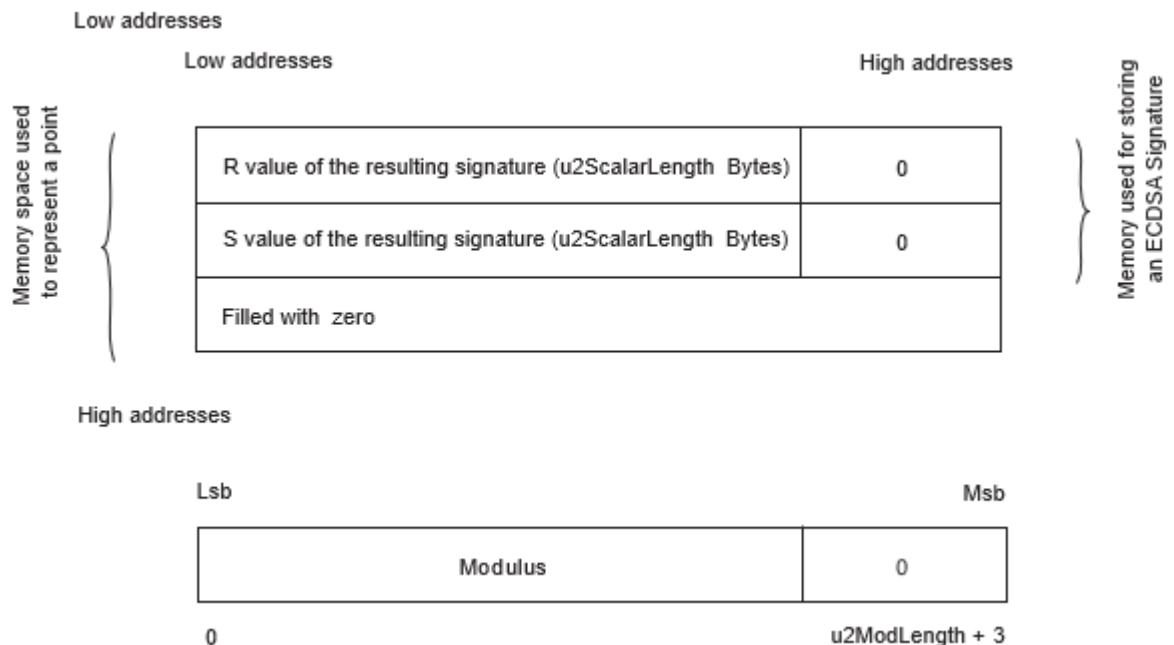 Low addresses
Low addresses
High addresses
Memory space used
to represent a point
R value of the resulting signature (u2ScalarLength Bytes)
0
S value of the resulting signature (u2ScalarLength Bytes)
0
Filled with zero
Memory used for storing
an ECDSA Signature
High addresses
Lsb
Msb
Modulus
0
0
u2ModLength + 3